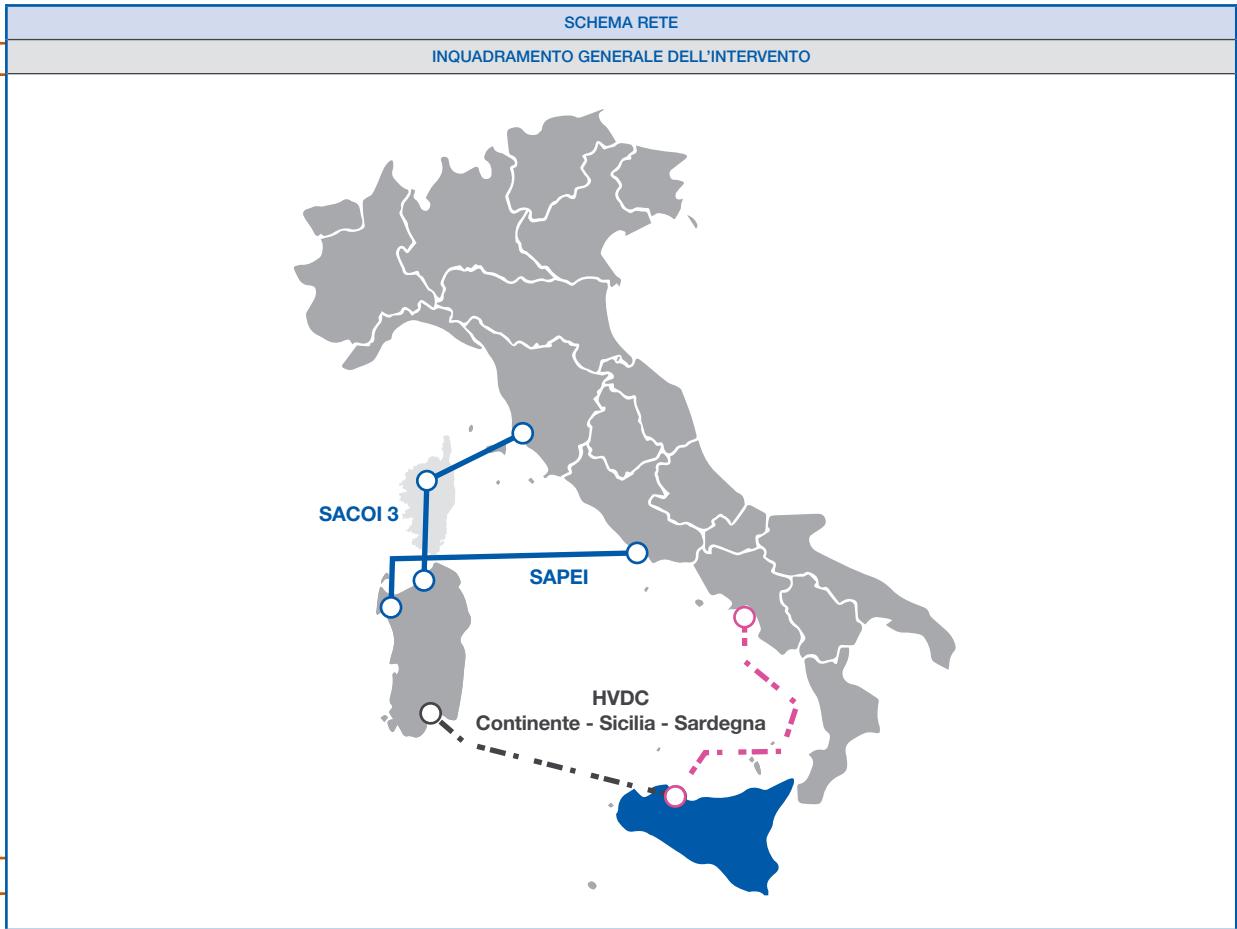 SCHEMA RETE
INQUADRAMENTO GENERALE DELL'INTERVENTO
SACOI 3
SAPEI
HVDC
Continente - Sicilia - Sardegna